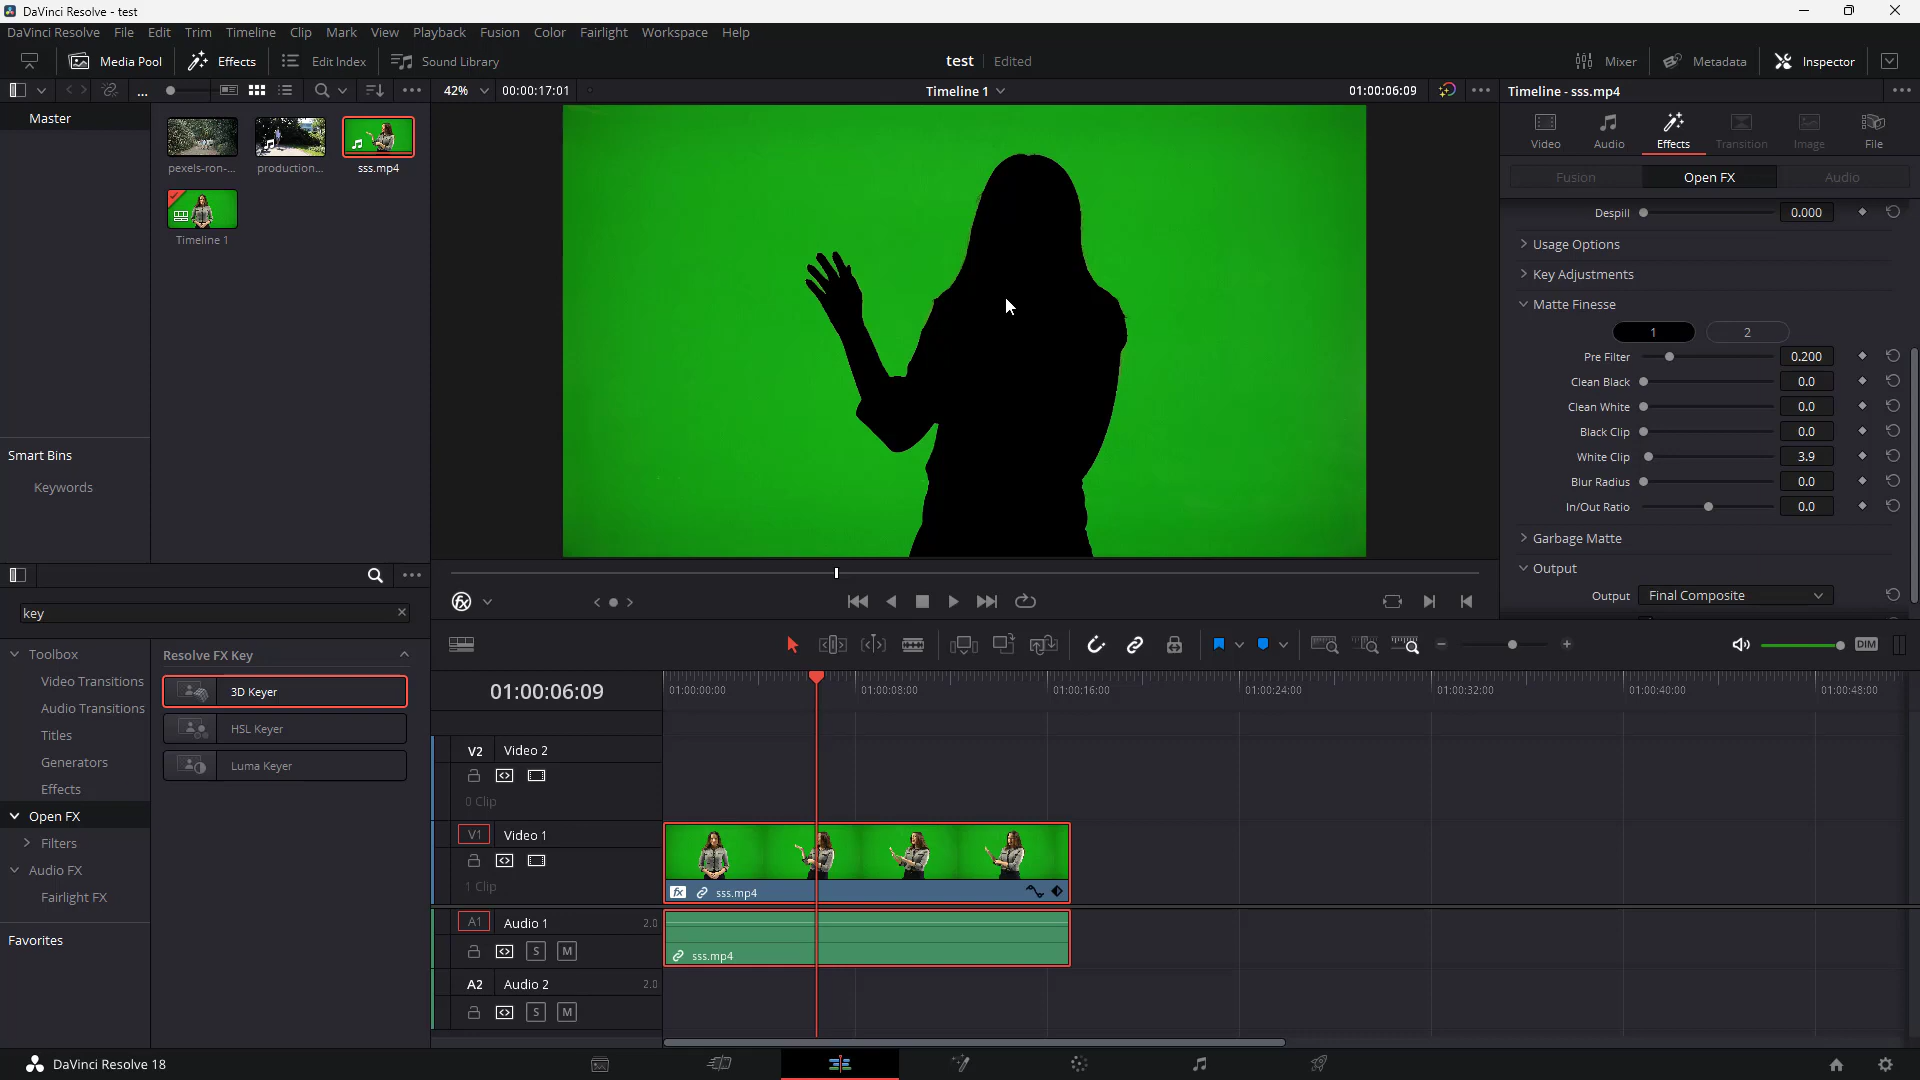 DaVinci Resolve - test
DaVinci Resolve File Edit Trim Timeline Clip Mark View Playback Fusion Color Fairlight Workspace Help
Media Pool Effects Edit Index Sound Library test Edited Mixer Metadata Inspector
... 42% 00:00:17:01 Timeline 1 01:00:06:09 Timeline - sss.mp4
Master
pexels-ron-... production... sss.mp4
Timeline 1
Smart Bins
Keywords
Video Audio Effects Transition Image File
Fusion Open FX Audio
Despill 0.000
Usage Options
Key Adjustments
Matte Finesse
1 2
Pre Filter 0.200
Clean Black 0.0
Clean White 0.0
Black Clip 0.0
White Clip 3.9
Blur Radius 0.0
In/Out Ratio 0.0
Garbage Matte
Output
Output Final Composite
key
Toolbox
Video Transitions
Audio Transitions
Titles
Generators
Effects
Open FX
Filters
Audio FX
Fairlight FX
Favorites
Resolve FX Key
3D Keyer
HSL Keyer
Luma Keyer
DIM
01:00:06:09 01:00:00:00 01:00:08:00 01:00:16:00 01:00:24:00 01:00:32:00 01:00:40:00 01:00:48:00
V2 Video 2
0 Clip
V1 Video 1
1 Clip
fx sss.mp4
A1 Audio 1 2.0
S M
sss.mp4
A2 Audio 2 2.0
S M
DaVinci Resolve 18